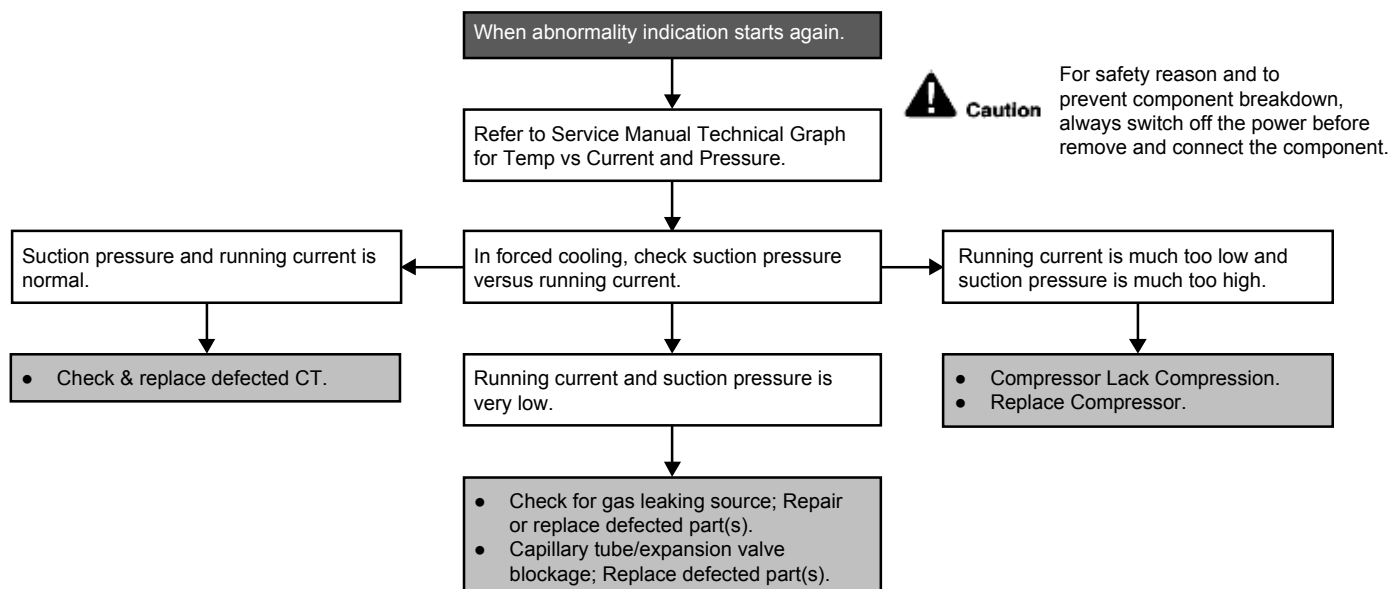 When abnormality indication starts again.
Caution
For safety reason and to
prevent component breakdown,
always switch off the power before
remove and connect the component.
Refer to Service Manual Technical Graph
for Temp vs Current and Pressure.
Suction pressure and running current is
normal.
In forced cooling, check suction pressure
versus running current.
Running current is much too low and
suction pressure is much too high.
● Check & replace defected CT.
Running current and suction pressure is
very low.
● Compressor Lack Compression.
● Replace Compressor.
● Check for gas leaking source; Repair
or replace defected part(s).
● Capillary tube/expansion valve
blockage; Replace defected part(s).